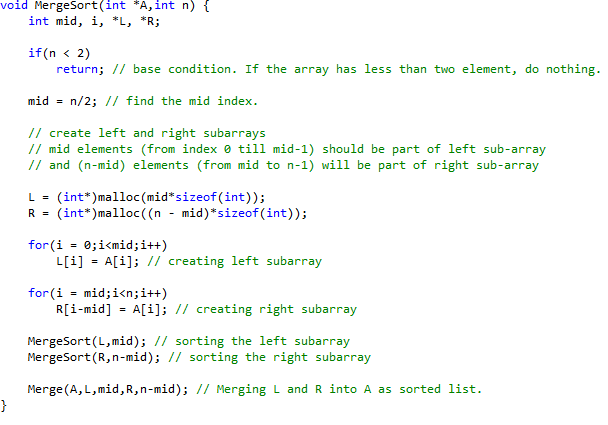 void MergeSort(int *A,int n) {
    int mid, i, *L, *R;

    if(n < 2)
        return; // base condition. If the array has less than two element, do nothing.

    mid = n/2; // find the mid index.

    // create left and right subarrays
    // mid elements (from index 0 till mid-1) should be part of left sub-array
    // and (n-mid) elements (from mid to n-1) will be part of right sub-array

    L = (int*)malloc(mid*sizeof(int));
    R = (int*)malloc((n - mid)*sizeof(int));

    for(i = 0;i<mid;i++)
        L[i] = A[i]; // creating left subarray

    for(i = mid;i<n;i++)
        R[i-mid] = A[i]; // creating right subarray

    MergeSort(L,mid); // sorting the left subarray
    MergeSort(R,n-mid); // sorting the right subarray

    Merge(A,L,mid,R,n-mid); // Merging L and R into A as sorted list.
}